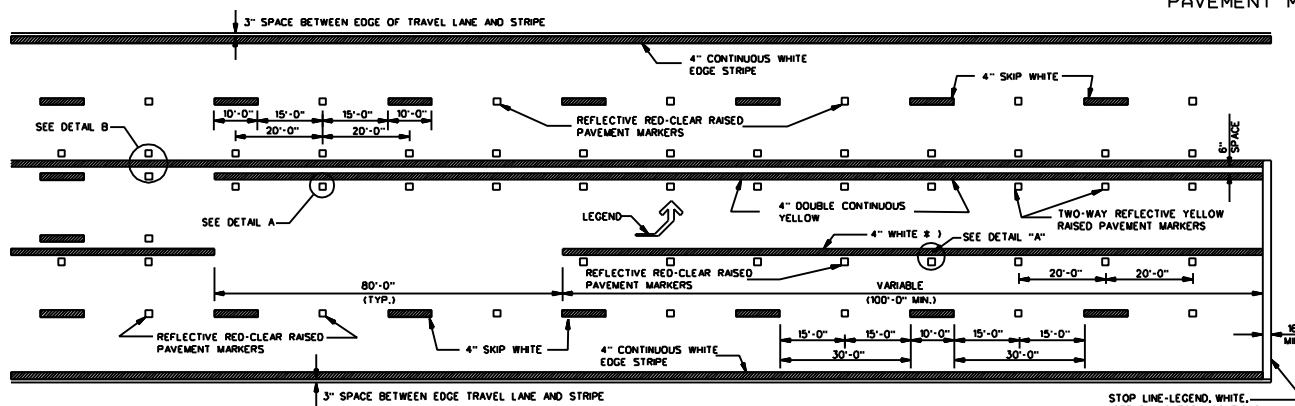 PAVEMENT M
3" SPACE BETWEEN EDGE OF TRAVEL LANE AND STRIPE
4" CONTINUOUS WHITE
EDGE STRIPE
4" SKIP WHITE
10'-0" 15'-0" 15'-0" 10'-0"
REFLECTIVE RED-CLEAR RAISED
PAVEMENT MARKERS
SEE DETAIL B
20'-0" 20'-0"
6"
SPACE
SEE DETAIL A
LEGEND
4" DOUBLE CONTINUOUS
YELLOW
TWO-WAY REFLECTIVE YELLOW
RAISED PAVEMENT MARKERS
4" WHITE * )
SEE DETAIL "A"
REFLECTIVE RED-CLEAR RAISED
PAVEMENT MARKERS
20'-0" 20'-0"
80'-0"
(TYP.)
VARIABLE
(100'-0" MIN.)
REFLECTIVE RED-CLEAR RAISED
PAVEMENT MARKERS
4" SKIP WHITE
15'-0" 15'-0" 10'-0" 15'-0" 15'-0"
30'-0" 30'-0"
4" CONTINUOUS WHITE
EDGE STRIPE
3" SPACE BETWEEN EDGE TRAVEL LANE AND STRIPE
STOP LINE-LEGEND, WHITE,